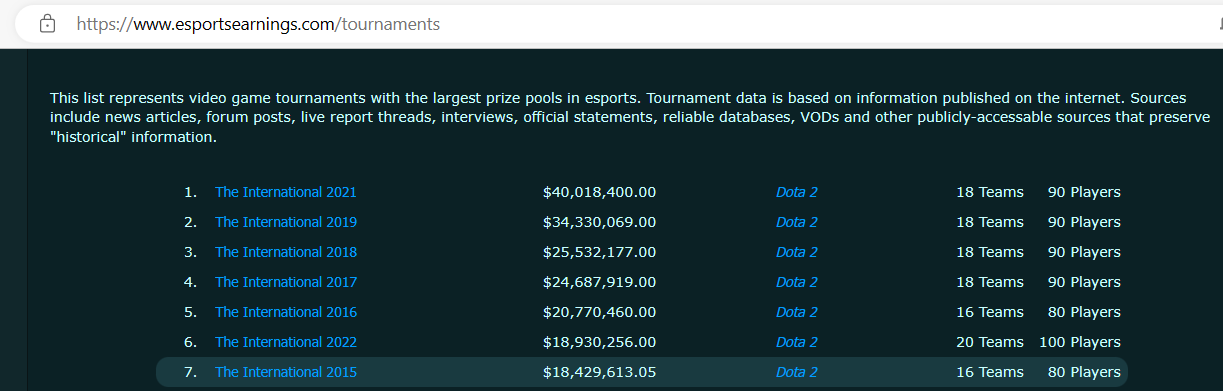 https://www.esportsearnings.com/tournaments
This list represents video game tournaments with the largest prize pools in esports. Tournament data is based on information published on the internet. Sources
include news articles, forum posts, live report threads, interviews, official statements, reliable databases, VODs and other publicly-accessable sources that preserve
"historical" information.
1. The International 2021 $40,018,400.00 Dota 2 18 Teams 90 Players
2. The International 2019 $34,330,069.00 Dota 2 18 Teams 90 Players
3. The International 2018 $25,532,177.00 Dota 2 18 Teams 90 Players
4. The International 2017 $24,687,919.00 Dota 2 18 Teams 90 Players
5. The International 2016 $20,770,460.00 Dota 2 16 Teams 80 Players
6. The International 2022 $18,930,256.00 Dota 2 20 Teams 100 Players
7. The International 2015 $18,429,613.05 Dota 2 16 Teams 80 Players